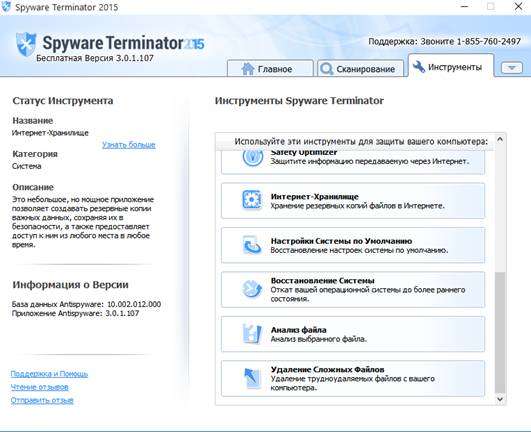 Spyware Terminator 2015
Spyware Terminator 2015
Бесплатная Версия 3.0.1.107
Поддержка: Звоните 1-855-760-2497
Главное
Сканирование
Инструменты
Статус Инструмента
Название
Интернет-Хранилище
Узнать больше
Категория
Система
Описание
Это небольшое, но мощное приложение
позволяет создавать резервные копии
важных данных, сохраняя их в
безопасности, а также предоставляет
доступ к ним из любого места в любое
время.
Информация о Версии
База данных Antispyware: 10.002.012.000
Приложение Antispyware: 3.0.1.107
Поддержка и Помощь
Чтение отзывов
Отправить отзыв
Инструменты Spyware Terminator
Используйте эти инструменты для защиты вашего компьютера:
Safety Optimizer
Защитите информацию передаваемую через Интернет.
Интернет-Хранилище
Хранение резервных копий файлов в Интернете.
Настройки Системы по Умолчанию
Восстановление настроек системы по умолчанию.
Восстановление Системы
Откат вашей операционной системы до более раннего
состояния.
Анализ файла
Анализ выбранного файла.
Удаление Сложных Файлов
Удаление трудноудаляемых файлов с вашего
компьютера.